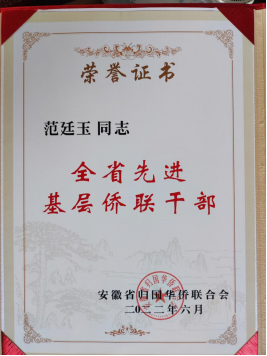 荣誉证书
范廷玉 同志
全省先进
基层侨联干部
安徽省归国华侨联合会
二〇二二年六月